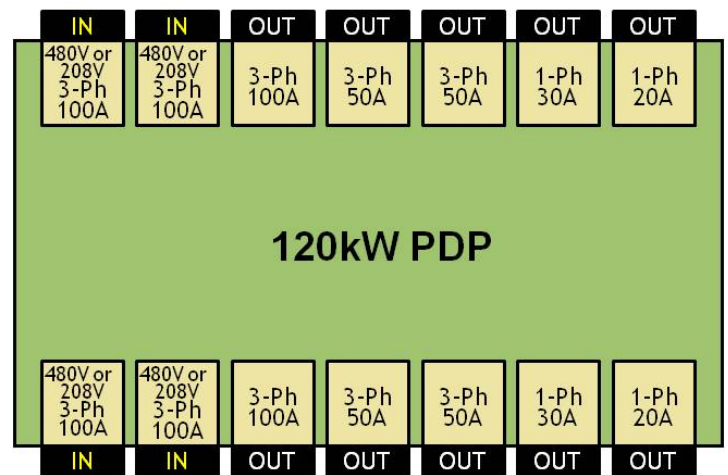 IN IN OUT OUT OUT OUT OUT
480V or 208V 3-Ph 100A
480V or 208V 3-Ph 100A
3-Ph 100A
3-Ph 50A
3-Ph 50A
1-Ph 30A
1-Ph 20A
120kW PDP
480V or 208V 3-Ph 100A
480V or 208V 3-Ph 100A
3-Ph 100A
3-Ph 50A
3-Ph 50A
1-Ph 30A
1-Ph 20A
IN IN OUT OUT OUT OUT OUT